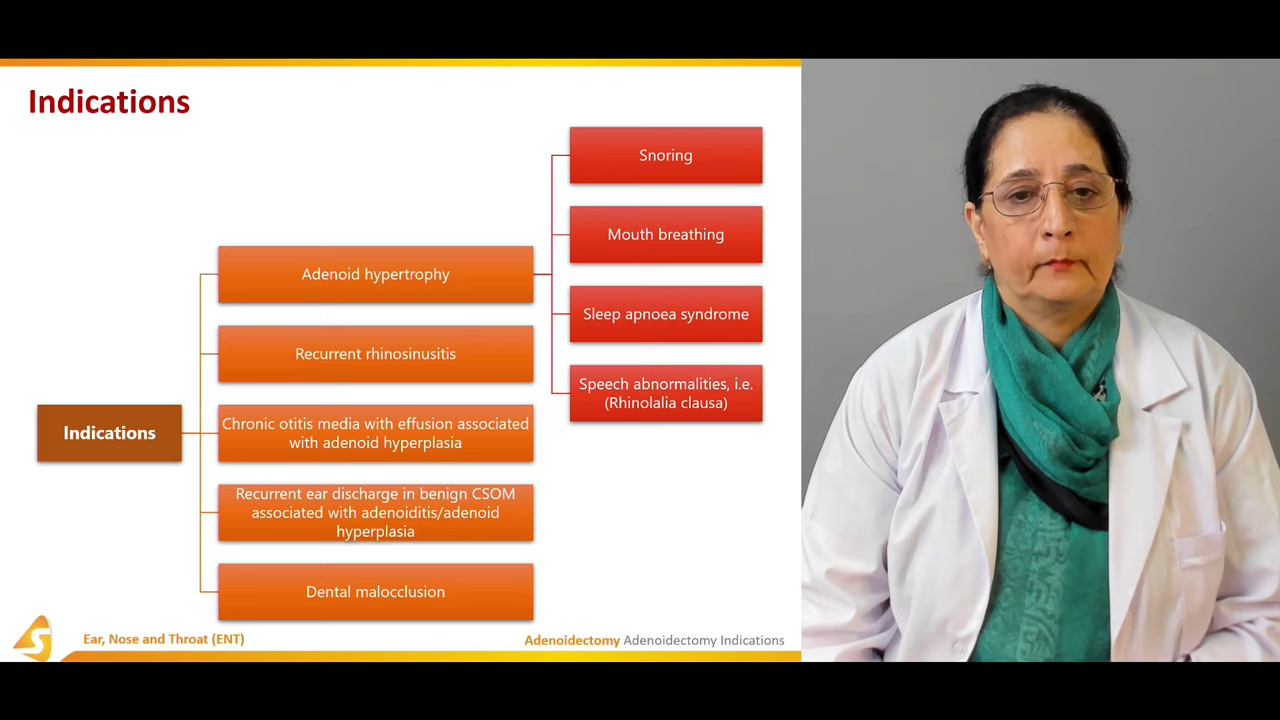 Indications
Snoring
Mouth breathing
Adenoid hypertrophy
Sleep apnoea syndrome
Recurrent rhinosinusitis
Speech abnormalities, i.e.
(Rhinolalia clausa)
Indications
Chronic otitis media with effusion associated
with adenoid hyperplasia
Recurrent ear discharge in benign CSOM
associated with adenoiditis/adenoid
hyperplasia
Dental malocclusion
S
Ear, Nose and Throat (ENT)
Adenoidectomy Adenoidectomy Indications